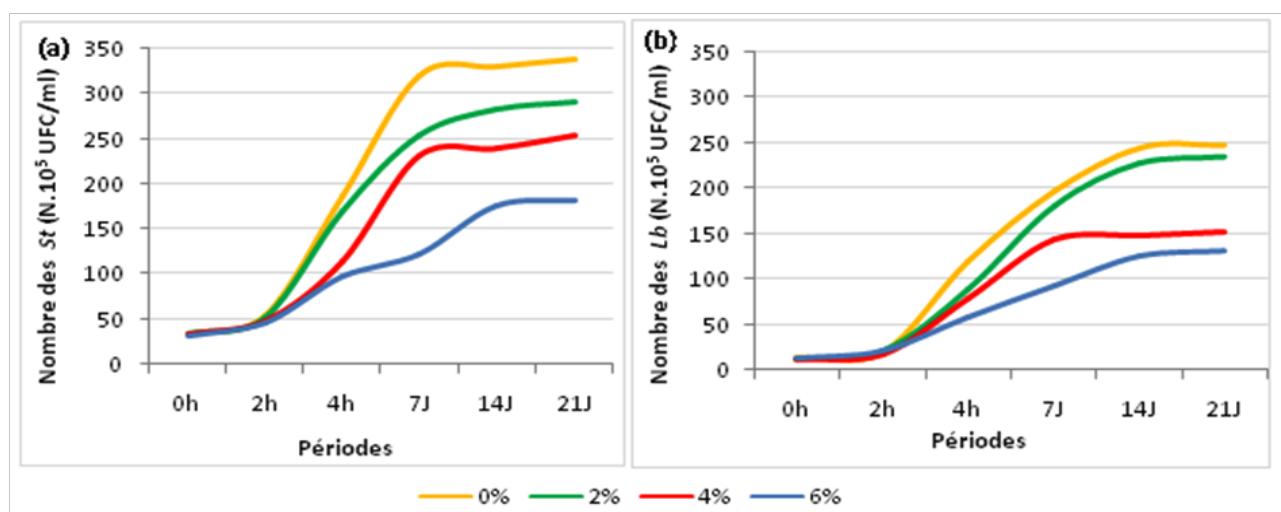 (a)
Nombre des St (N.10⁵ UFC/ml)
350
300
250
200
150
100
50
0
0h 2h 4h 7J 14J 21J
Périodes
(b)
Nombre des Lb (N.10⁵ UFC/ml)
350
300
250
200
150
100
50
0
0h 2h 4h 7J 14J 21J
Périodes
0% 2% 4% 6%